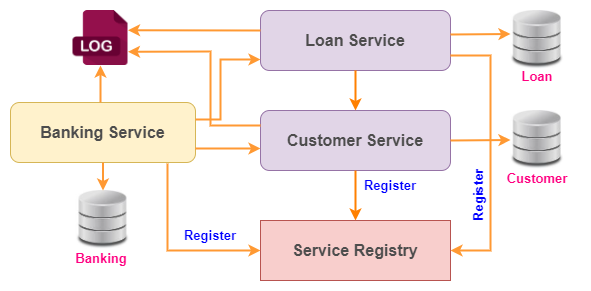 LOG
Loan Service
Loan
Banking Service
Customer Service
Customer
Register
Register
Register
Service Registry
Banking